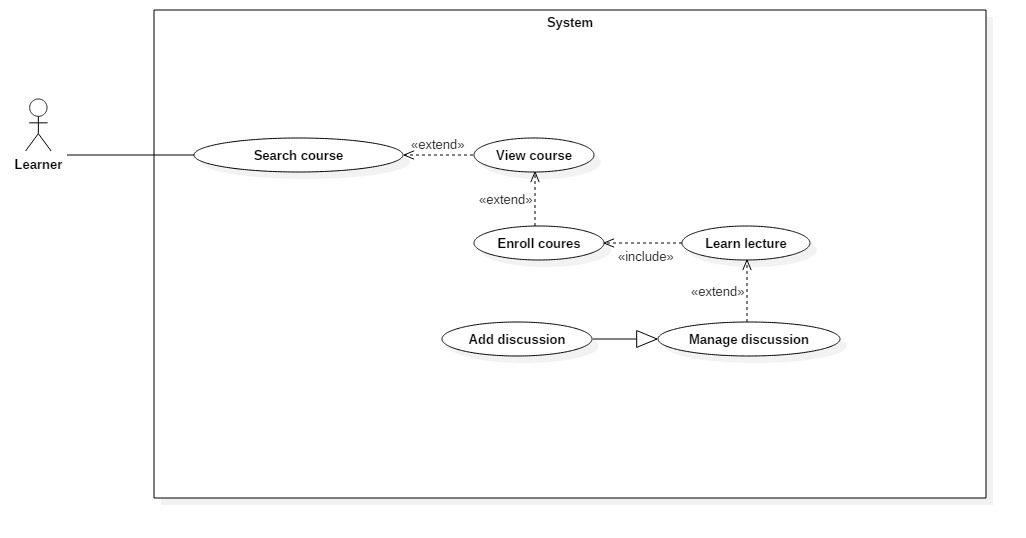 System
Learner
Search course
«extend»
View course
«extend»
Enroll coures
Learn lecture
«include»
«extend»
Add discussion
Manage discussion